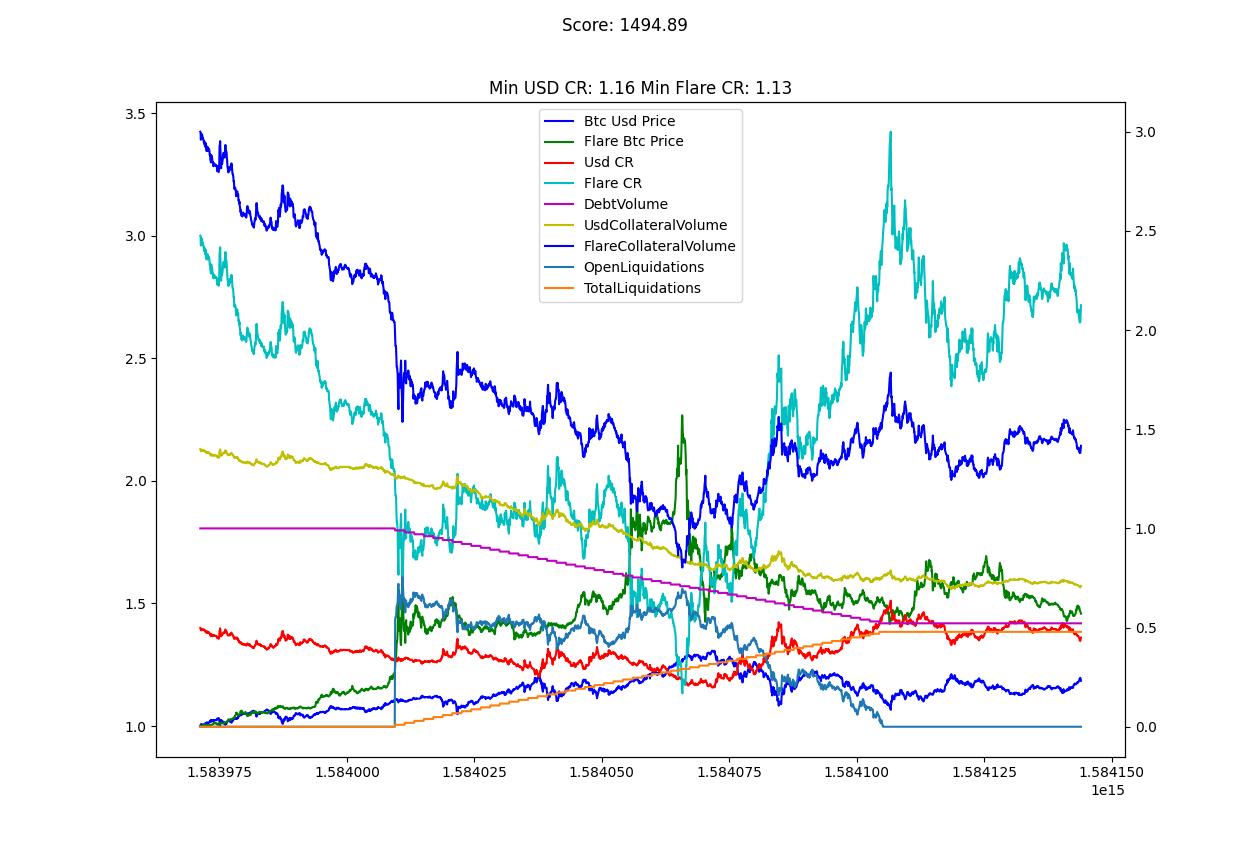 Score: 1494.89
Min USD CR: 1.16 Min Flare CR: 1.13
3.5
3.0
2.5
2.0
1.5
1.0
Btc Usd Price
Flare Btc Price
Usd CR
Flare CR
DebtVolume
UsdCollateralVolume
FlareCollateralVolume
OpenLiquidations
TotalLiquidations
3.0
2.5
2.0
1.5
1.0
0.5
0.0
1.583975 1.584000 1.584025 1.584050 1.584075 1.584100 1.584125 1.584150
1e15